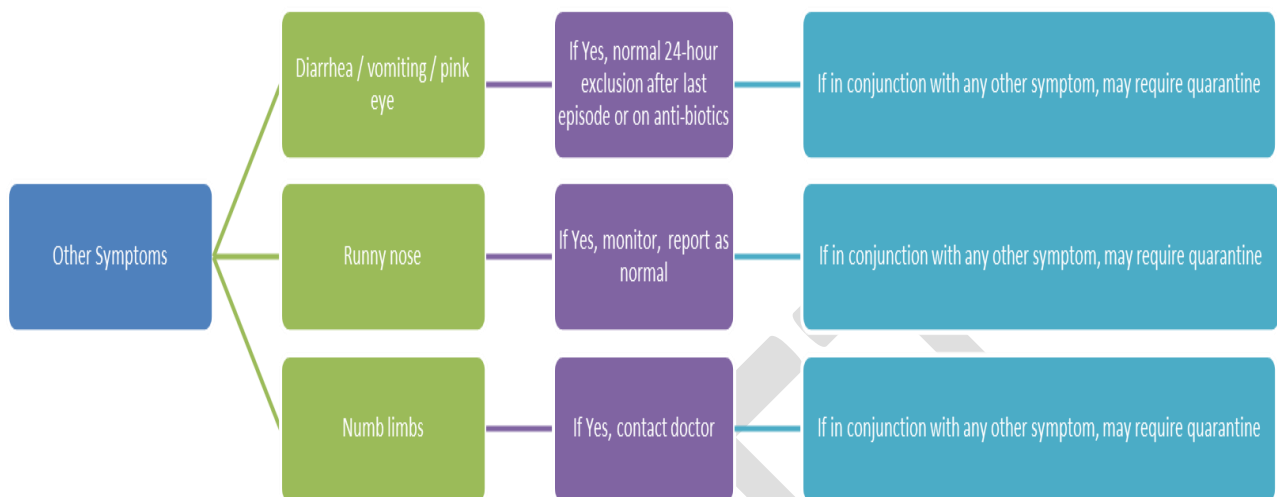 Other Symptoms
Diarrhea / vomiting / pink
eye
If Yes, normal 24-hour
exclusion after last
episode or on anti-biotics
If in conjunction with any other symptom, may require quarantine
Runny nose
If Yes, monitor, report as
normal
If in conjunction with any other symptom, may require quarantine
Numb limbs
If Yes, contact doctor
If in conjunction with any other symptom, may require quarantine